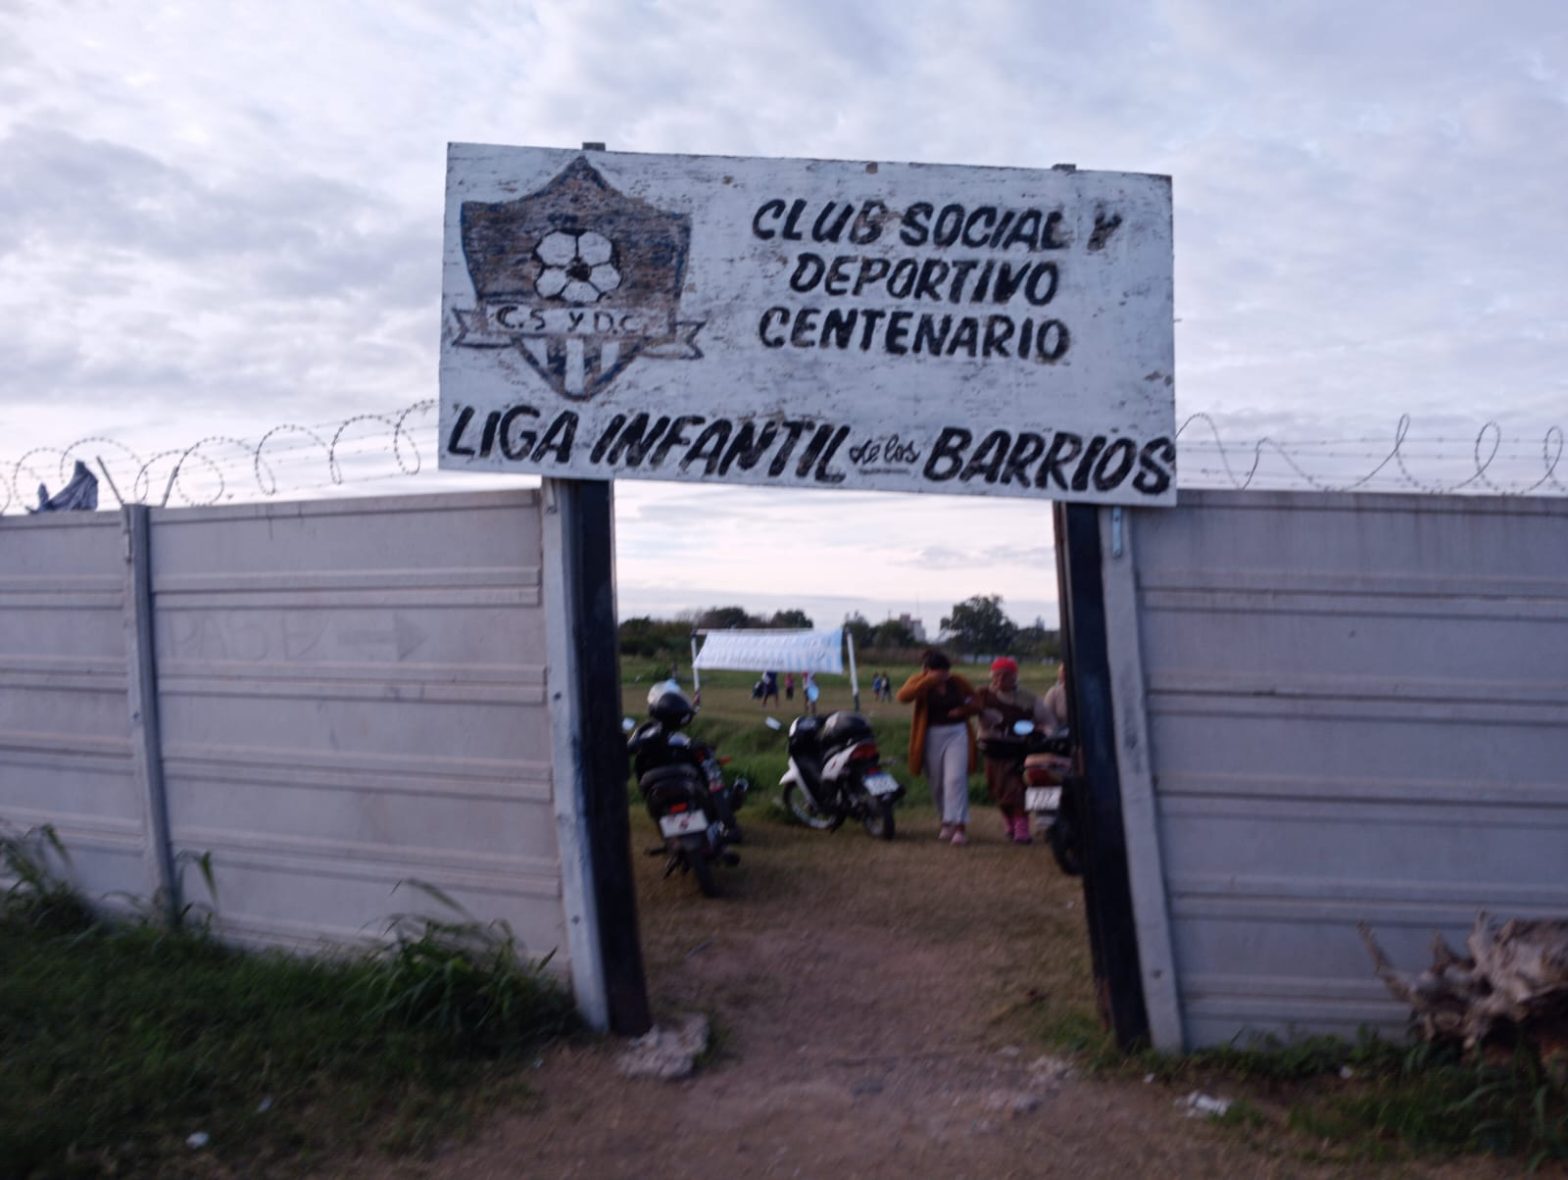 CLUB SOCIAL Y
DEPORTIVO
CENTENARIO
C.S Y D.C
LIGA INFANTIL de los BARRIOS